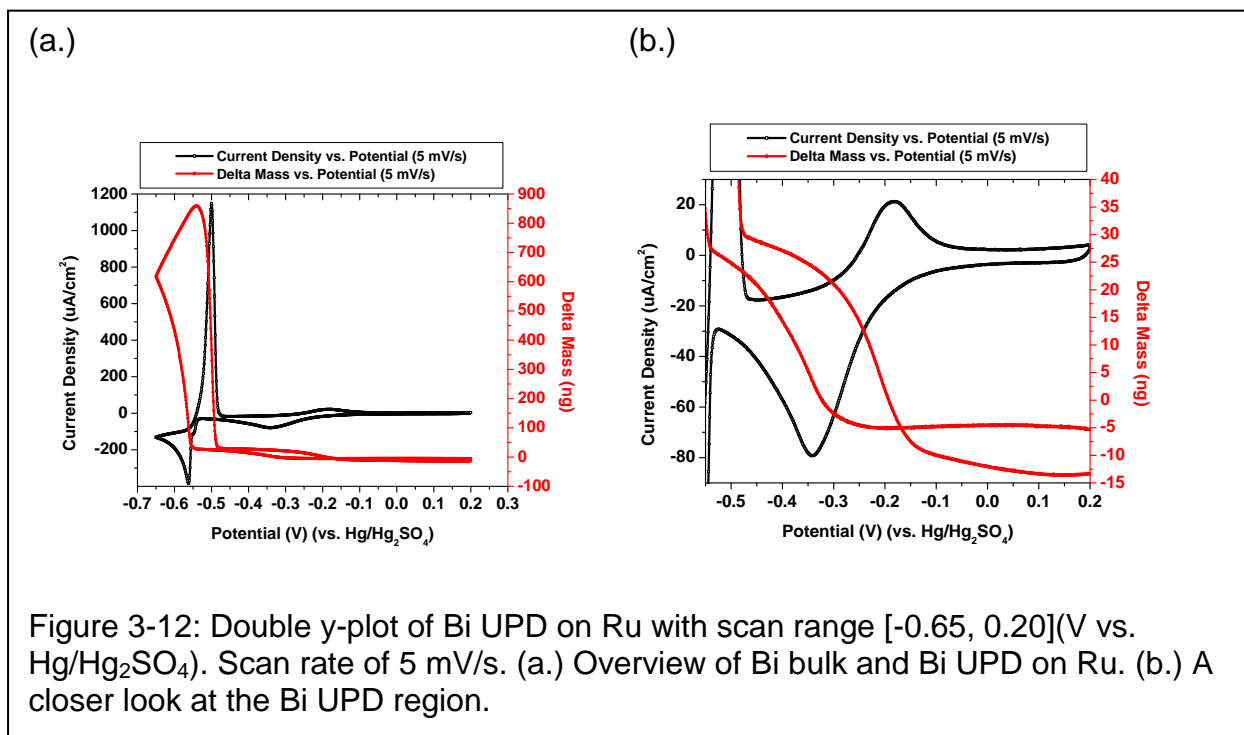 (a.)
(b.)
Current Density vs. Potential (5 mV/s)
Delta Mass vs. Potential (5 mV/s)
1200
1000
800
600
400
200
0
-200
Current Density (uA/cm²)
900
800
700
600
500
400
300
200
100
0
-100
Delta Mass (ng)
-0.7 -0.6 -0.5 -0.4 -0.3 -0.2 -0.1 0.0 0.1 0.2 0.3
Potential (V) (vs. Hg/Hg₂SO₄)
Current Density vs. Potential (5 mV/s)
Delta Mass vs. Potential (5 mV/s)
20
0
-20
-40
-60
-80
Current Density (uA/cm²)
40
35
30
25
20
15
10
5
0
-5
-10
-15
Delta Mass (ng)
-0.5 -0.4 -0.3 -0.2 -0.1 0.0 0.1 0.2
Potential (V) (vs. Hg/Hg₂SO₄)
Figure 3-12: Double y-plot of Bi UPD on Ru with scan range [-0.65, 0.20](V vs.
Hg/Hg₂SO₄). Scan rate of 5 mV/s. (a.) Overview of Bi bulk and Bi UPD on Ru. (b.) A
closer look at the Bi UPD region.